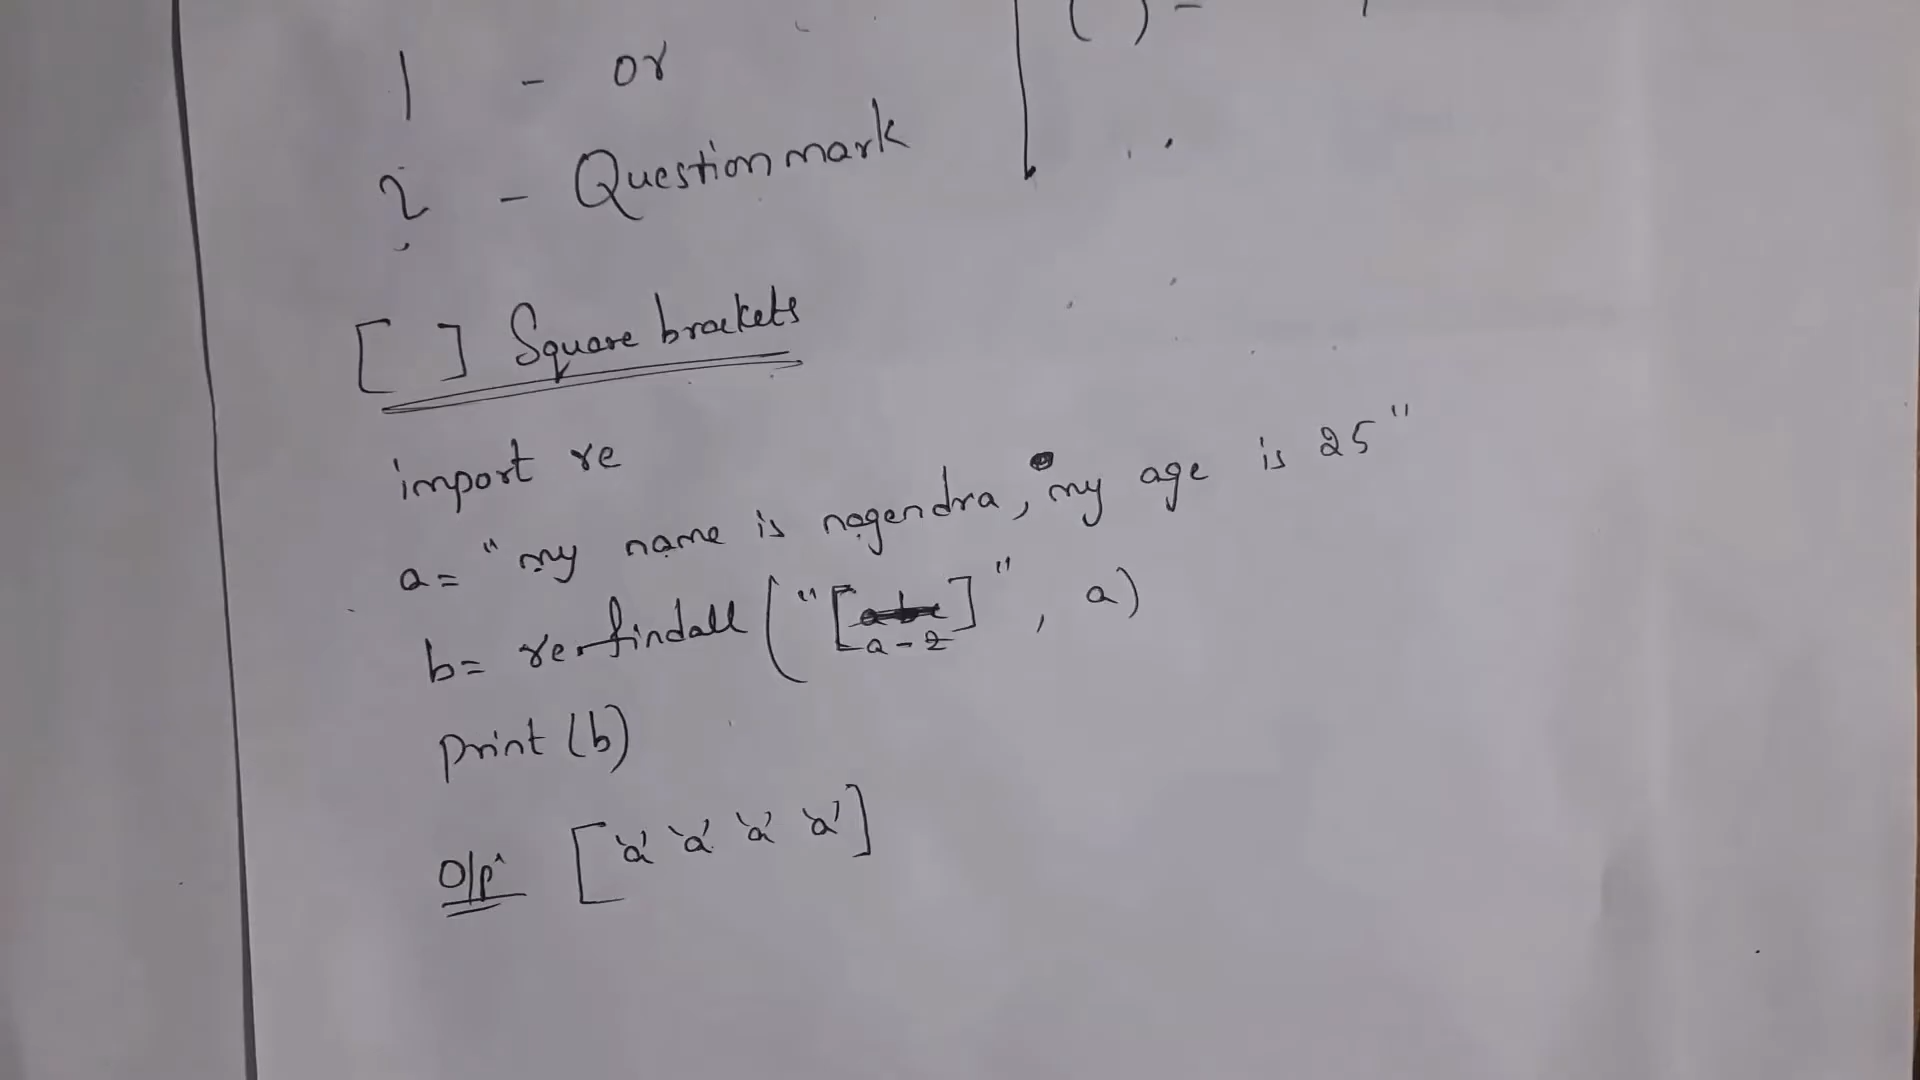 | - or
( ) -
? - Question mark
[ ] Square brackets
import re
a = "my name is nagendra, my age is 25"
b = re.findall("[a-z]", a)
print (b)
O/p [ 'a' 'a' 'a' 'a' ]